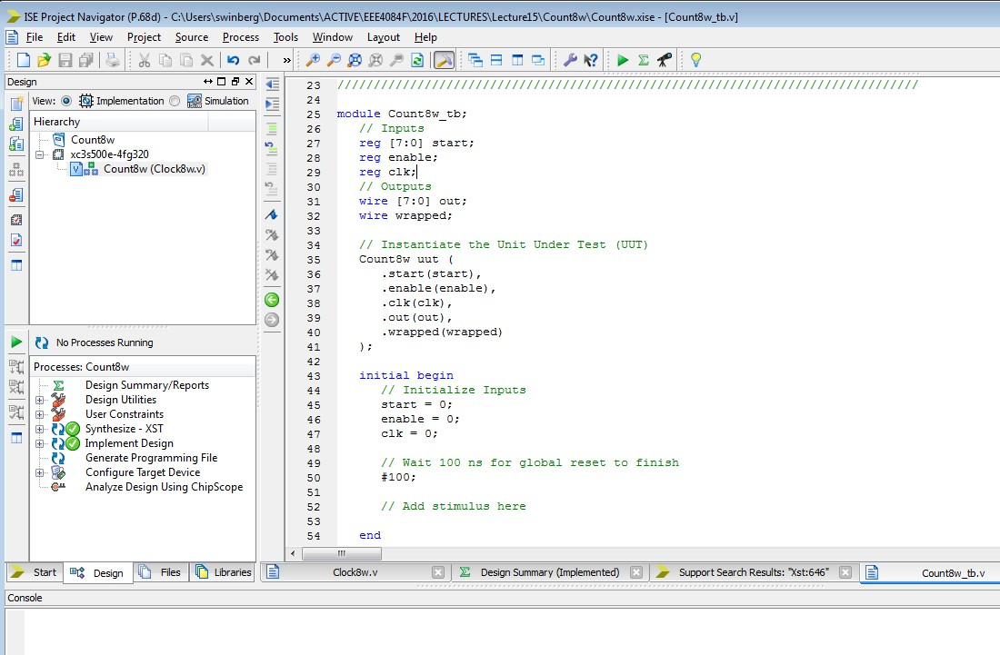 ISE Project Navigator (P.68d) - C:\Users\swinberg\Documents\ACTIVE\EEE4084F\2016\LECTURES\Lecture15\Count8w\Count8w.xise - [Count8w_tb.v]
File Edit View Project Source Process Tools Window Layout Help
»
Design
View: Implementation Simulation
Hierarchy
Count8w
xc3s500e-4fg320
Count8w (Clock8w.v)
No Processes Running
Processes: Count8w
Design Summary/Reports
Design Utilities
User Constraints
Synthesize - XST
Implement Design
Generate Programming File
Configure Target Device
Analyze Design Using ChipScope
Start Design Files Libraries
23 ////////////////////////////////////////////////////////////////////////////////
24
25 module Count8w_tb;
26 // Inputs
27 reg [7:0] start;
28 reg enable;
29 reg clk;
30 // Outputs
31 wire [7:0] out;
32 wire wrapped;
33
34 // Instantiate the Unit Under Test (UUT)
35 Count8w uut (
36 .start(start),
37 .enable(enable),
38 .clk(clk),
39 .out(out),
40 .wrapped(wrapped)
41 );
42
43 initial begin
44 // Initialize Inputs
45 start = 0;
46 enable = 0;
47 clk = 0;
48
49 // Wait 100 ns for global reset to finish
50 #100;
51
52 // Add stimulus here
53
54 end
Clock8w.v Design Summary (Implemented) Support Search Results: "Xst:646" Count8w_tb.v
Console